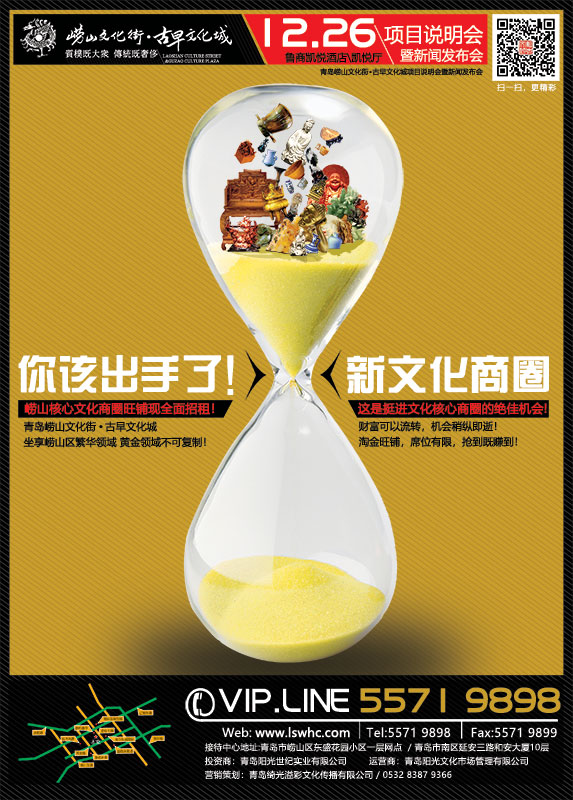 崂山文化街·古早文化城
質樸既大衆 傳統既奢侈
LAOSHAN CULTURE STREET
&GUZAO CULTURE PLAZA
12.26 项目说明会
暨新闻发布会
鲁商凯悦酒店\凯悦厅
青岛崂山文化街·古早文化城项目说明会暨新闻发布会
扫一扫，更精彩
你该出手了！
崂山核心文化商圈旺铺现全面招租！
青岛崂山文化街·古早文化城
坐享崂山区繁华领域 黄金领域不可复制！
新文化商圈
这是挺进文化核心商圈的绝佳机会！
财富可以流转，机会稍纵即逝！
淘金旺铺，席位有限，抢到既赚到！
VIP.LINE 5571 9898
Web: www.lswhc.com Tel:5571 9898 Fax:5571 9899
接待中心地址:青岛市崂山区东盛花园小区一层网点 / 青岛市南区延安三路和安大厦10层
投资商：青岛阳光世纪实业有限公司 运营商：青岛阳光文化市场管理有限公司
营销策划：青岛绮光溢彩文化传播有限公司 / 0532 8387 9366